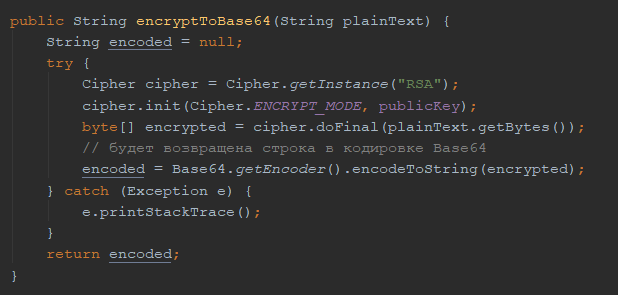 public String encryptToBase64(String plainText) {
    String encoded = null;
    try {
        Cipher cipher = Cipher.getInstance("RSA");
        cipher.init(Cipher.ENCRYPT_MODE, publicKey);
        byte[] encrypted = cipher.doFinal(plainText.getBytes());
        // будет возвращена строка в кодировке Base64
        encoded = Base64.getEncoder().encodeToString(encrypted);
    } catch (Exception e) {
        e.printStackTrace();
    }
    return encoded;
}